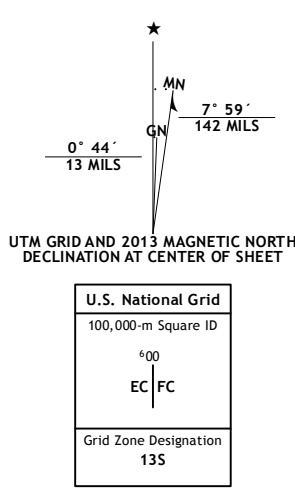 ★
MN
GN
7° 59´
142 MILS
0° 44´
13 MILS
UTM GRID AND 2013 MAGNETIC NORTH
DECLINATION AT CENTER OF SHEET
U.S. National Grid
100,000-m Square ID
⁶00
EC FC
Grid Zone Designation
13S